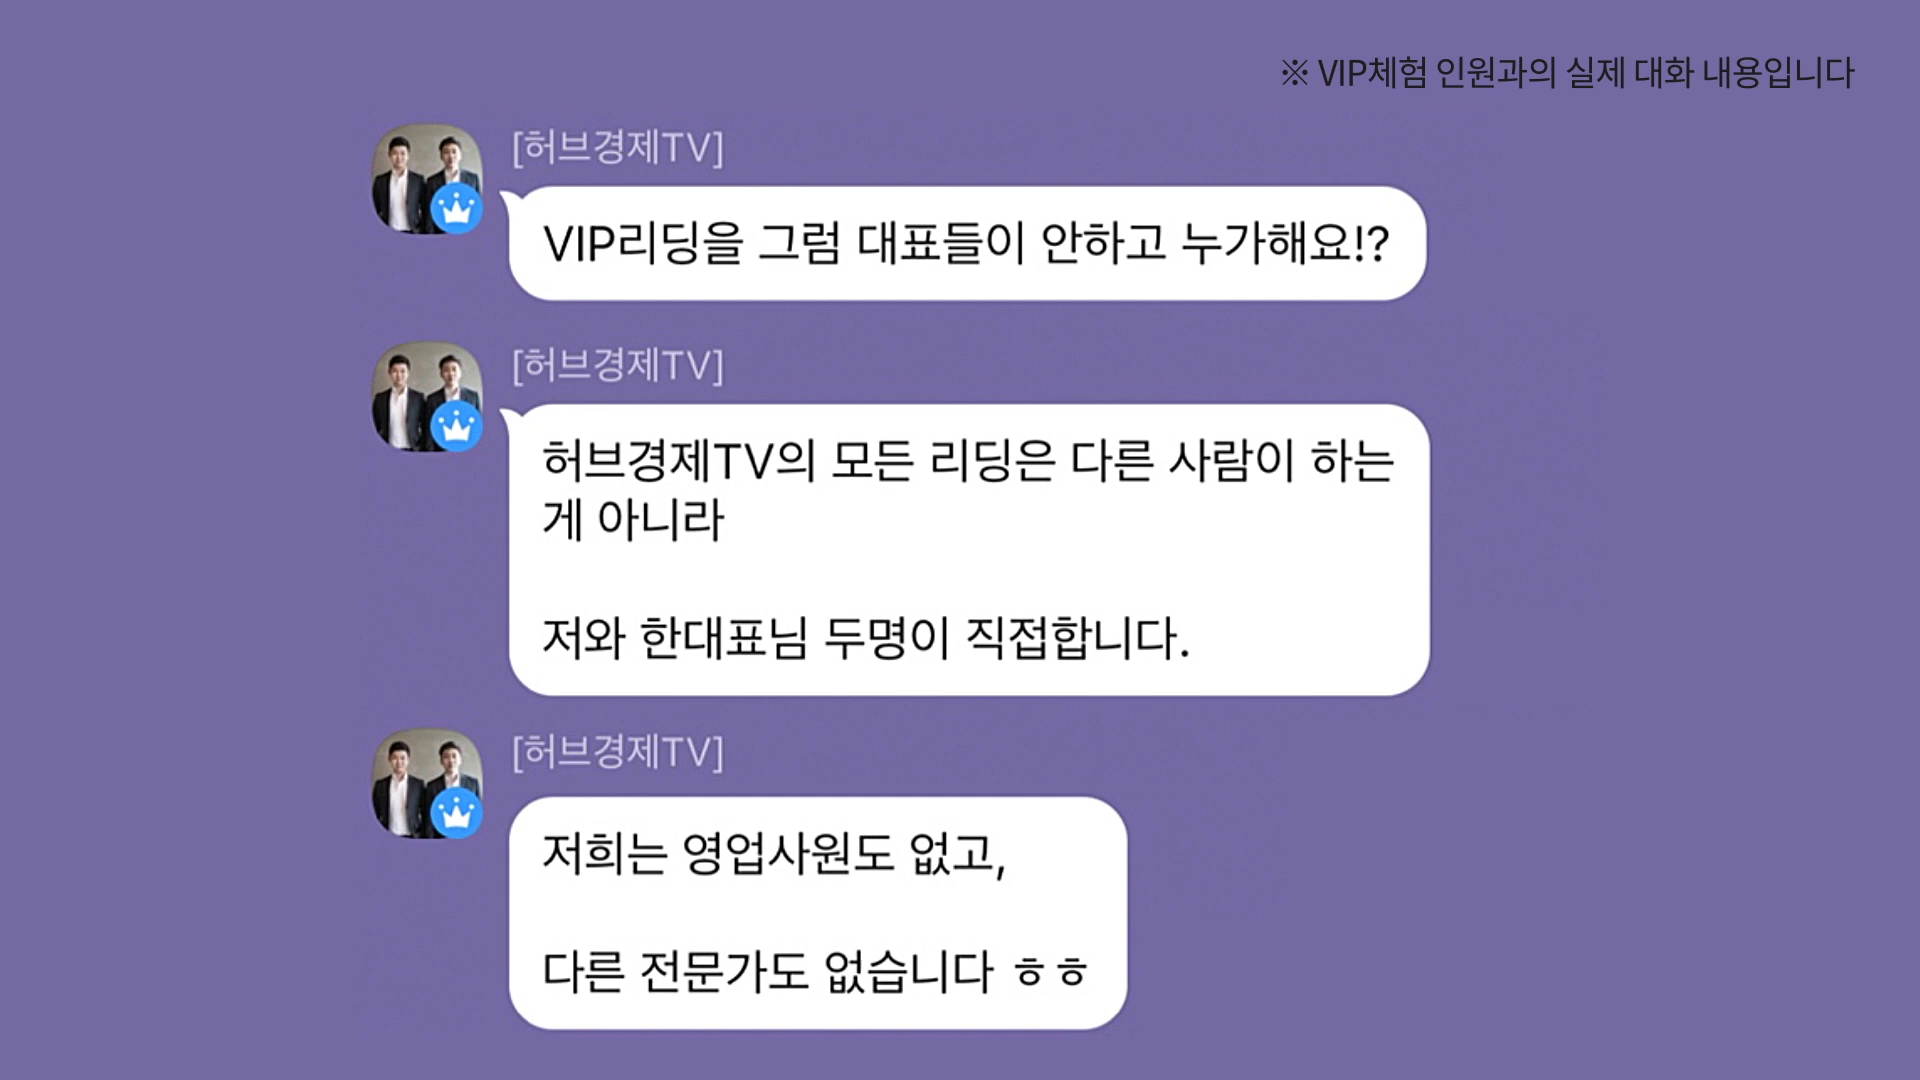 ※ VIP체험 인원과의 실제 대화 내용입니다
[허브경제TV]
VIP리딩을 그럼 대표들이 안하고 누가해요!?
[허브경제TV]
허브경제TV의 모든 리딩은 다른 사람이 하는
게 아니라
저와 한대표님 두명이 직접합니다.
[허브경제TV]
저희는 영업사원도 없고,
다른 전문가도 없습니다 ㅎㅎ